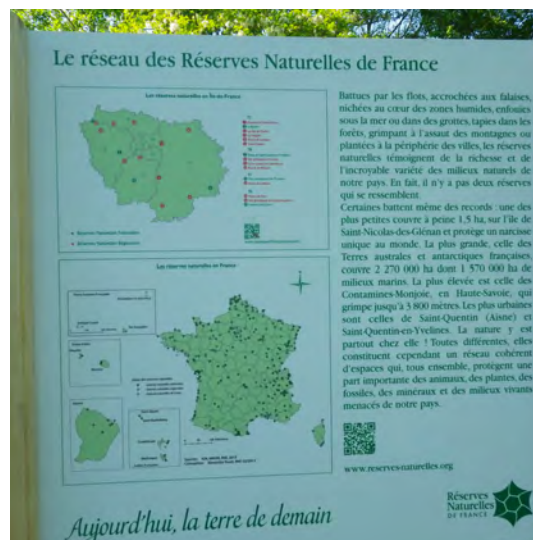 Le réseau des Réserves Naturelles de France
Les réserves naturelles en Île-de-France
Battues par les flots, accrochées aux falaises,
nichées au cœur des zones humides, enfouies
sous la mer ou dans des grottes, tapies dans les
forêts, grimpant à l'assaut des montagnes ou
plantées à la périphérie des villes, les réserves
naturelles témoignent de la richesse et de
l'incroyable variété des milieux naturels de
notre pays. En fait, il n'y a pas deux réserves
qui se ressemblent.
Certaines battent même des records : une des
plus petites couvre à peine 1,5 ha, sur l'île de
Saint-Nicolas-des-Glénan et protège un narcisse
unique au monde. La plus grande, celle des
Terres australes et antarctiques françaises,
couvre 2 270 000 ha dont 1 570 000 ha de
milieux marins. La plus élevée est celle des
Contamines-Monjoie, en Haute-Savoie, qui
grimpe jusqu'à 3 800 mètres. Les plus urbaines
sont celles de Saint-Quentin (Aisne) et
Saint-Quentin-en-Yvelines. La nature y est
partout chez elle ! Toutes différentes, elles
constituent cependant un réseau cohérent
d'espaces qui, tous ensemble, protègent une
part importante des animaux, des plantes, des
fossiles, des minéraux et des milieux vivants
menacés de notre pays.
Les réserves naturelles en France
www.reserves-naturelles.org
Réserves
Naturelles
DE FRANCE
Aujourd'hui, la terre de demain